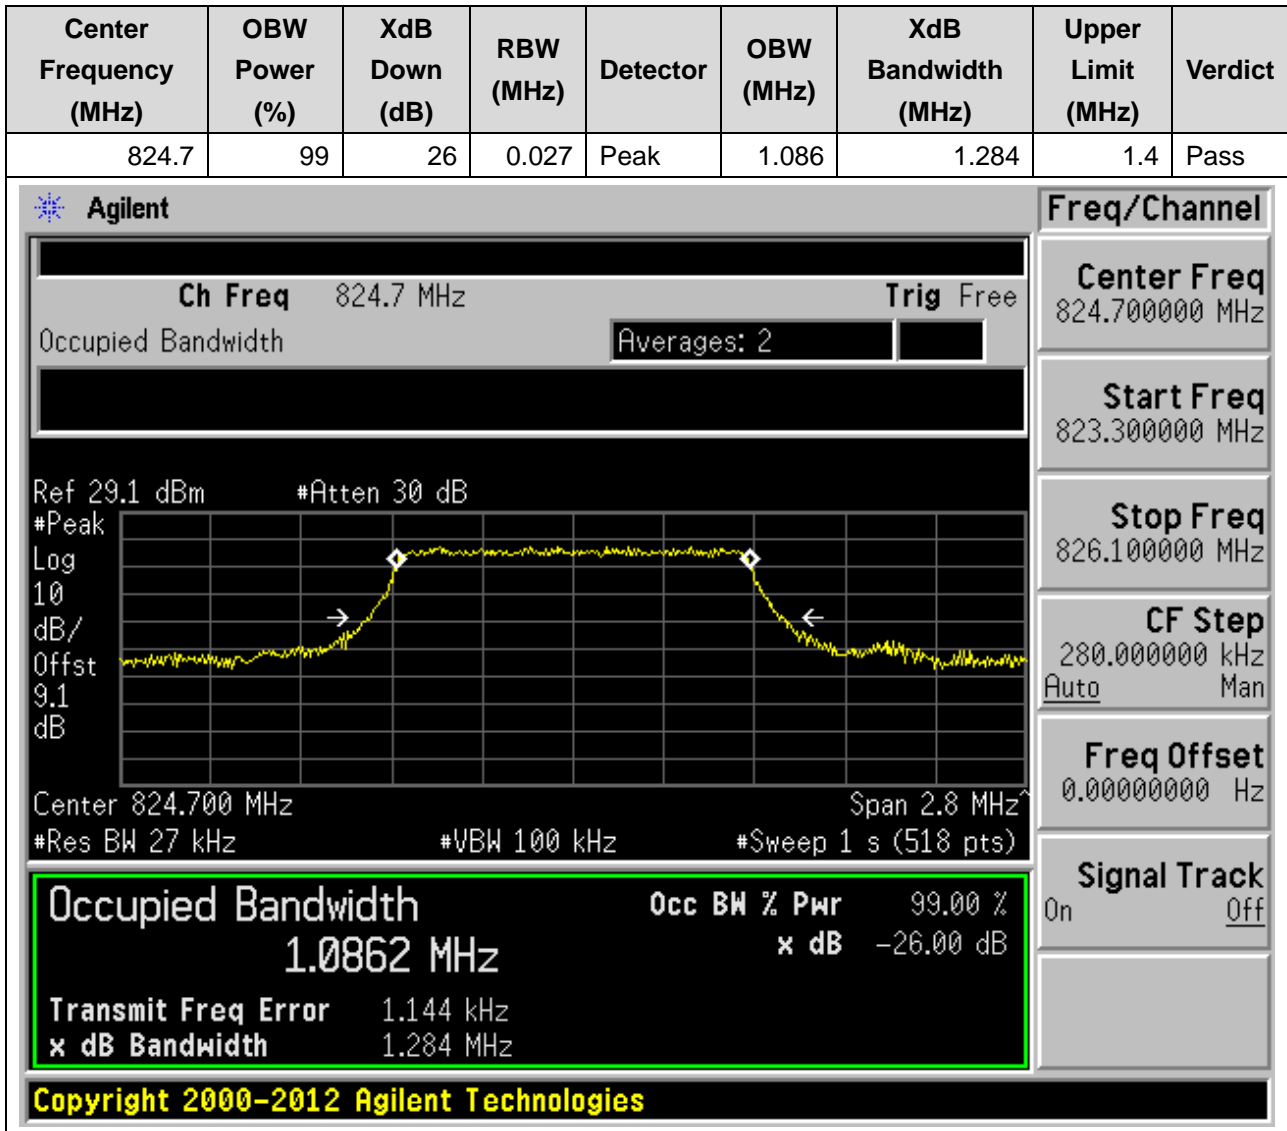 Center Frequency (MHz) OBW Power (%) XdB Down (dB) RBW (MHz) Detector OBW (MHz) XdB Bandwidth (MHz) Upper Limit (MHz) Verdict
824.7 99 26 0.027 Peak 1.086 1.284 1.4 Pass
Agilent
Freq/Channel
Ch Freq 824.7 MHz Trig Free
Occupied Bandwidth Averages: 2
Center Freq
824.700000 MHz
Start Freq
823.300000 MHz
Stop Freq
826.100000 MHz
CF Step
280.000000 kHz
Auto Man
Freq Offset
0.00000000 Hz
Signal Track
On Off
Ref 29.1 dBm #Atten 30 dB
#Peak
Log
10
dB/
Offst
9.1
dB
Center 824.700 MHz Span 2.8 MHz^
#Res BW 27 kHz #VBW 100 kHz #Sweep 1 s (518 pts)
Occupied Bandwidth Occ BW % Pwr 99.00 %
1.0862 MHz x dB -26.00 dB
Transmit Freq Error 1.144 kHz
x dB Bandwidth 1.284 MHz
Copyright 2000-2012 Agilent Technologies